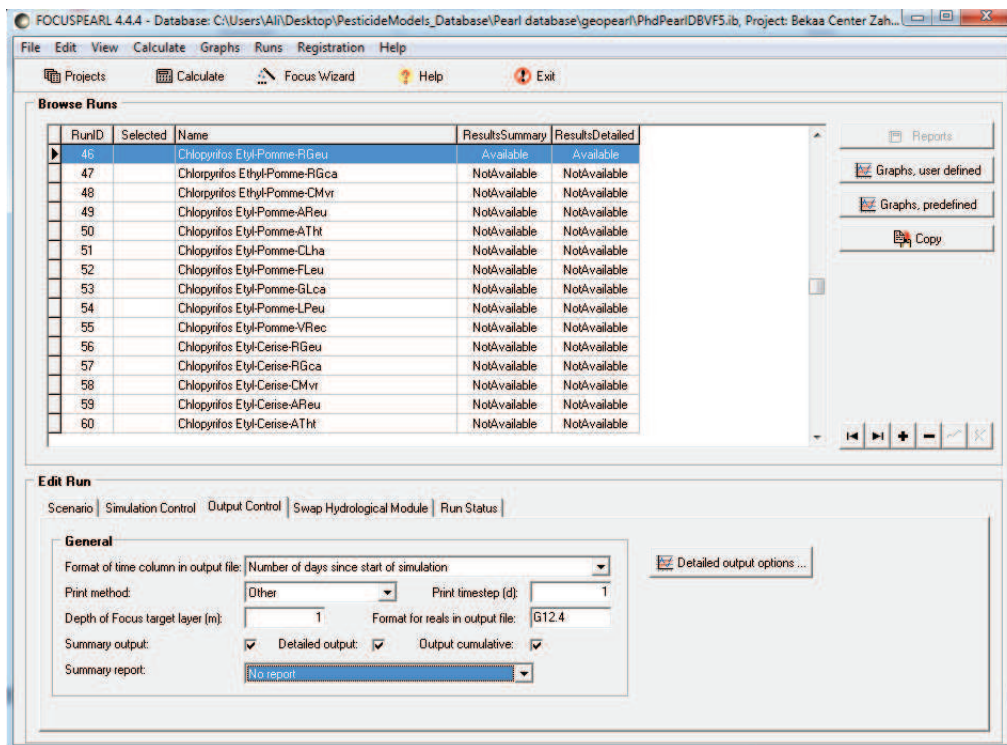 FOCUSPEARL 4.4.4 - Database: C:\Users\Ali\Desktop\PesticideModels_Database\Pearl database\geopearl\PhdPearlDBVF5.ib, Project: Bekaa Center Zah...
File Edit View Calculate Graphs Runs Registration Help
Projects Calculate Focus Wizard Help Exit
Browse Runs
RunID Selected Name ResultsSummary ResultsDetailed
46 Chlopyrifos Etyl-Pomme-RGeu Available Available
47 Chlorpyrifos Ethyl-Pomme-RGca NotAvailable NotAvailable
48 Chlorpyrifos Ethyl-Pomme-CMvr NotAvailable NotAvailable
49 Chlopyrifos Etyl-Pomme-AReu NotAvailable NotAvailable
50 Chlopyrifos Etyl-Pomme-ATht NotAvailable NotAvailable
51 Chlopyrifos Etyl-Pomme-CLha NotAvailable NotAvailable
52 Chlopyrifos Etyl-Pomme-FLeu NotAvailable NotAvailable
53 Chlopyrifos Etyl-Pomme-GLca NotAvailable NotAvailable
54 Chlopyrifos Etyl-Pomme-LPeu NotAvailable NotAvailable
55 Chlopyrifos Etyl-Pomme-VRec NotAvailable NotAvailable
56 Chlopyrifos Etyl-Cerise-RGeu NotAvailable NotAvailable
57 Chlopyrifos Etyl-Cerise-RGca NotAvailable NotAvailable
58 Chlopyrifos Etyl-Cerise-CMvr NotAvailable NotAvailable
59 Chlopyrifos Etyl-Cerise-AReu NotAvailable NotAvailable
60 Chlopyrifos Etyl-Cerise-ATht NotAvailable NotAvailable
Reports
Graphs, user defined
Graphs, predefined
Copy
Edit Run
Scenario Simulation Control Output Control Swap Hydrological Module Run Status
General
Format of time column in output file: Number of days since start of simulation
Detailed output options ...
Print method: Other Print timestep (d): 1
Depth of Focus target layer (m): 1 Format for reals in output file: G12.4
Summary output: Detailed output: Output cumulative:
Summary report: No report